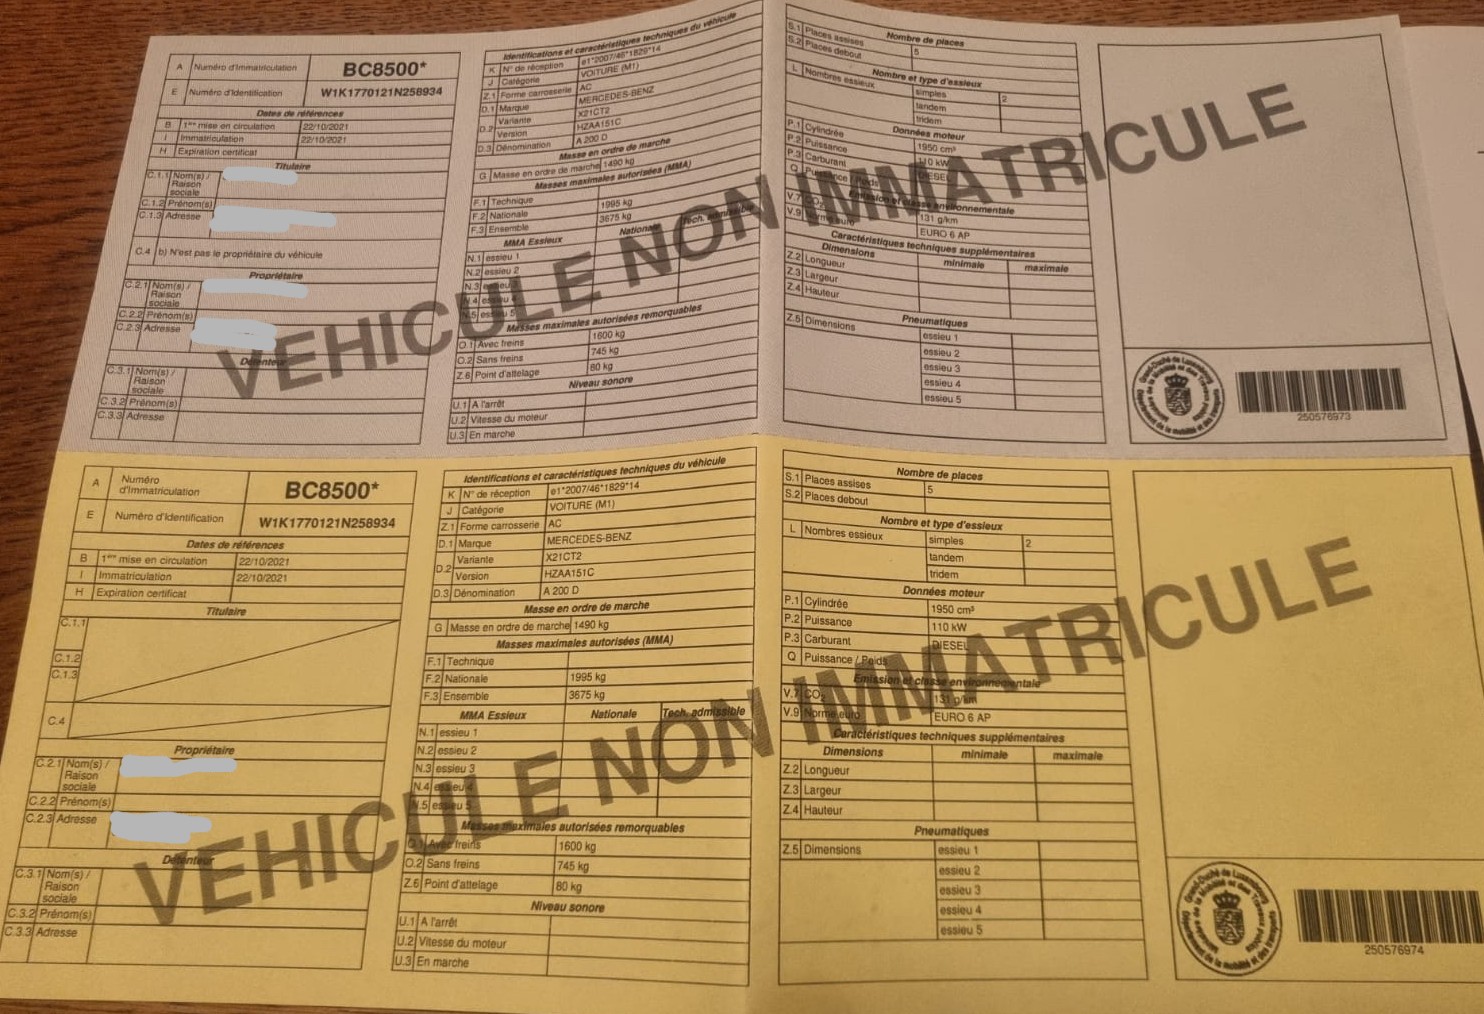 A Numéro d'Immatriculation BC8500*
E Numéro d'Identification W1K1770121N258934
Dates de références
B 1ère mise en circulation 22/10/2021
I Immatriculation 22/10/2021
H Expiration certificat
Titulaire
C.1.1 Nom(s) /
Raison
sociale
C.1.2 Prénom(s)
C.1.3 Adresse
C.4 b) N'est pas le propriétaire du véhicule
Propriétaire
C.2.1 Nom(s) /
Raison
sociale
C.2.2 Prénom(s)
C.2.3 Adresse
Détenteur
C.3.1 Nom(s) /
Raison
sociale
C.3.2 Prénom(s)
C.3.3 Adresse
Identifications et caractéristiques techniques du véhicule
K N° de réception e1*2007/46*1829*14
J Catégorie VOITURE (M1)
Z.1 Forme carrosserie AC
D.1 Marque MERCEDES-BENZ
D.2 Variante X21CT2
Version HZAA151C
D.3 Dénomination A 200 D
Masse en ordre de marche
G Masse en ordre de marche 1490 kg
Masses maximales autorisées (MMA)
F.1 Technique
F.2 Nationale 1995 kg
F.3 Ensemble 3675 kg
MMA Essieux Nationale Tech. admissible
N.1 essieu 1
N.2 essieu 2
N.3 essieu 3
N.4 essieu 4
N.5 essieu 5
Masses maximales autorisées remorquables
O.1 Avec freins 1600 kg
O.2 Sans freins 745 kg
Z.6 Point d'attelage 80 kg
Niveau sonore
U.1 A l'arrêt
U.2 Vitesse du moteur
U.3 En marche
Nombre de places
S.1 Places assises 5
S.2 Places debout
Nombre et type d'essieux
L Nombres essieux simples 2
tandem
tridem
Données moteur
P.1 Cylindrée 1950 cm³
P.2 Puissance 110 kW
P.3 Carburant DIESEL
Q Puissance / Poids
Emission et classe environnementale
V.7 CO₂ 131 g/km
V.9 Norme euro EURO 6 AP
Caractéristiques techniques supplémentaires
Dimensions minimale maximale
Z.2 Longueur
Z.3 Largeur
Z.4 Hauteur
Pneumatiques
Z.5 Dimensions essieu 1
essieu 2
essieu 3
essieu 4
essieu 5
Grand-Duché de Luxembourg
Département de la mobilité et des transports
250576973
VEHICULE NON IMMATRICULE
A Numéro
d'Immatriculation BC8500*
E Numéro d'Identification W1K1770121N258934
Dates de références
B 1ère mise en circulation 22/10/2021
I Immatriculation 22/10/2021
H Expiration certificat
Titulaire
C.1.1
C.1.2
C.1.3
C.4
Propriétaire
C.2.1 Nom(s) /
Raison
sociale
C.2.2 Prénom(s)
C.2.3 Adresse
Détenteur
C.3.1 Nom(s) /
Raison
sociale
C.3.2 Prénom(s)
C.3.3 Adresse
Identifications et caractéristiques techniques du véhicule
K N° de réception e1*2007/46*1829*14
J Catégorie VOITURE (M1)
Z.1 Forme carrosserie AC
D.1 Marque MERCEDES-BENZ
D.2 Variante X21CT2
Version HZAA151C
D.3 Dénomination A 200 D
Masse en ordre de marche
G Masse en ordre de marche 1490 kg
Masses maximales autorisées (MMA)
F.1 Technique
F.2 Nationale 1995 kg
F.3 Ensemble 3675 kg
MMA Essieux Nationale Tech. admissible
N.1 essieu 1
N.2 essieu 2
N.3 essieu 3
N.4 essieu 4
N.5 essieu 5
Masses maximales autorisées remorquables
O.1 Avec freins 1600 kg
O.2 Sans freins 745 kg
Z.6 Point d'attelage 80 kg
Niveau sonore
U.1 A l'arrêt
U.2 Vitesse du moteur
U.3 En marche
Nombre de places
S.1 Places assises 5
S.2 Places debout
Nombre et type d'essieux
L Nombres essieux simples 2
tandem
tridem
Données moteur
P.1 Cylindrée 1950 cm³
P.2 Puissance 110 kW
P.3 Carburant DIESEL
Q Puissance / Poids
Emission et classe environnementale
V.7 CO₂ 131 g/km
V.9 Norme euro EURO 6 AP
Caractéristiques techniques supplémentaires
Dimensions minimale maximale
Z.2 Longueur
Z.3 Largeur
Z.4 Hauteur
Pneumatiques
Z.5 Dimensions essieu 1
essieu 2
essieu 3
essieu 4
essieu 5
Grand-Duché de Luxembourg
250576974
VEHICULE NON IMMATRICULE